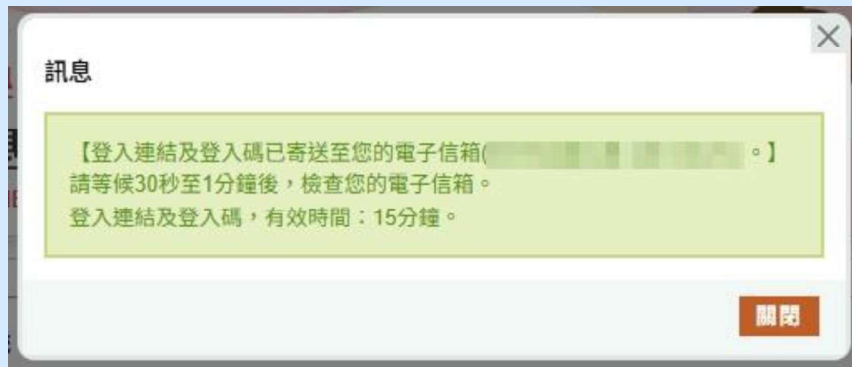 訊息
【登入連結及登入碼已寄送至您的電子信箱( 。】
請等候30秒至1分鐘後，檢查您的電子信箱。
登入連結及登入碼，有效時間：15分鐘。
關閉